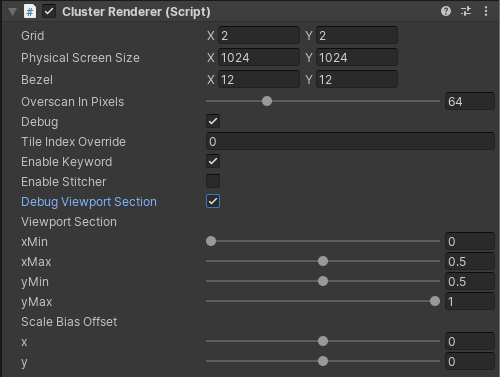 Cluster Renderer (Script)
Grid X 2 Y 2
Physical Screen Size X 1024 Y 1024
Bezel X 12 Y 12
Overscan In Pixels 64
Debug
Tile Index Override 0
Enable Keyword
Enable Stitcher
Debug Viewport Section
Viewport Section
xMin 0
xMax 0.5
yMin 0.5
yMax 1
Scale Bias Offset
x 0
y 0